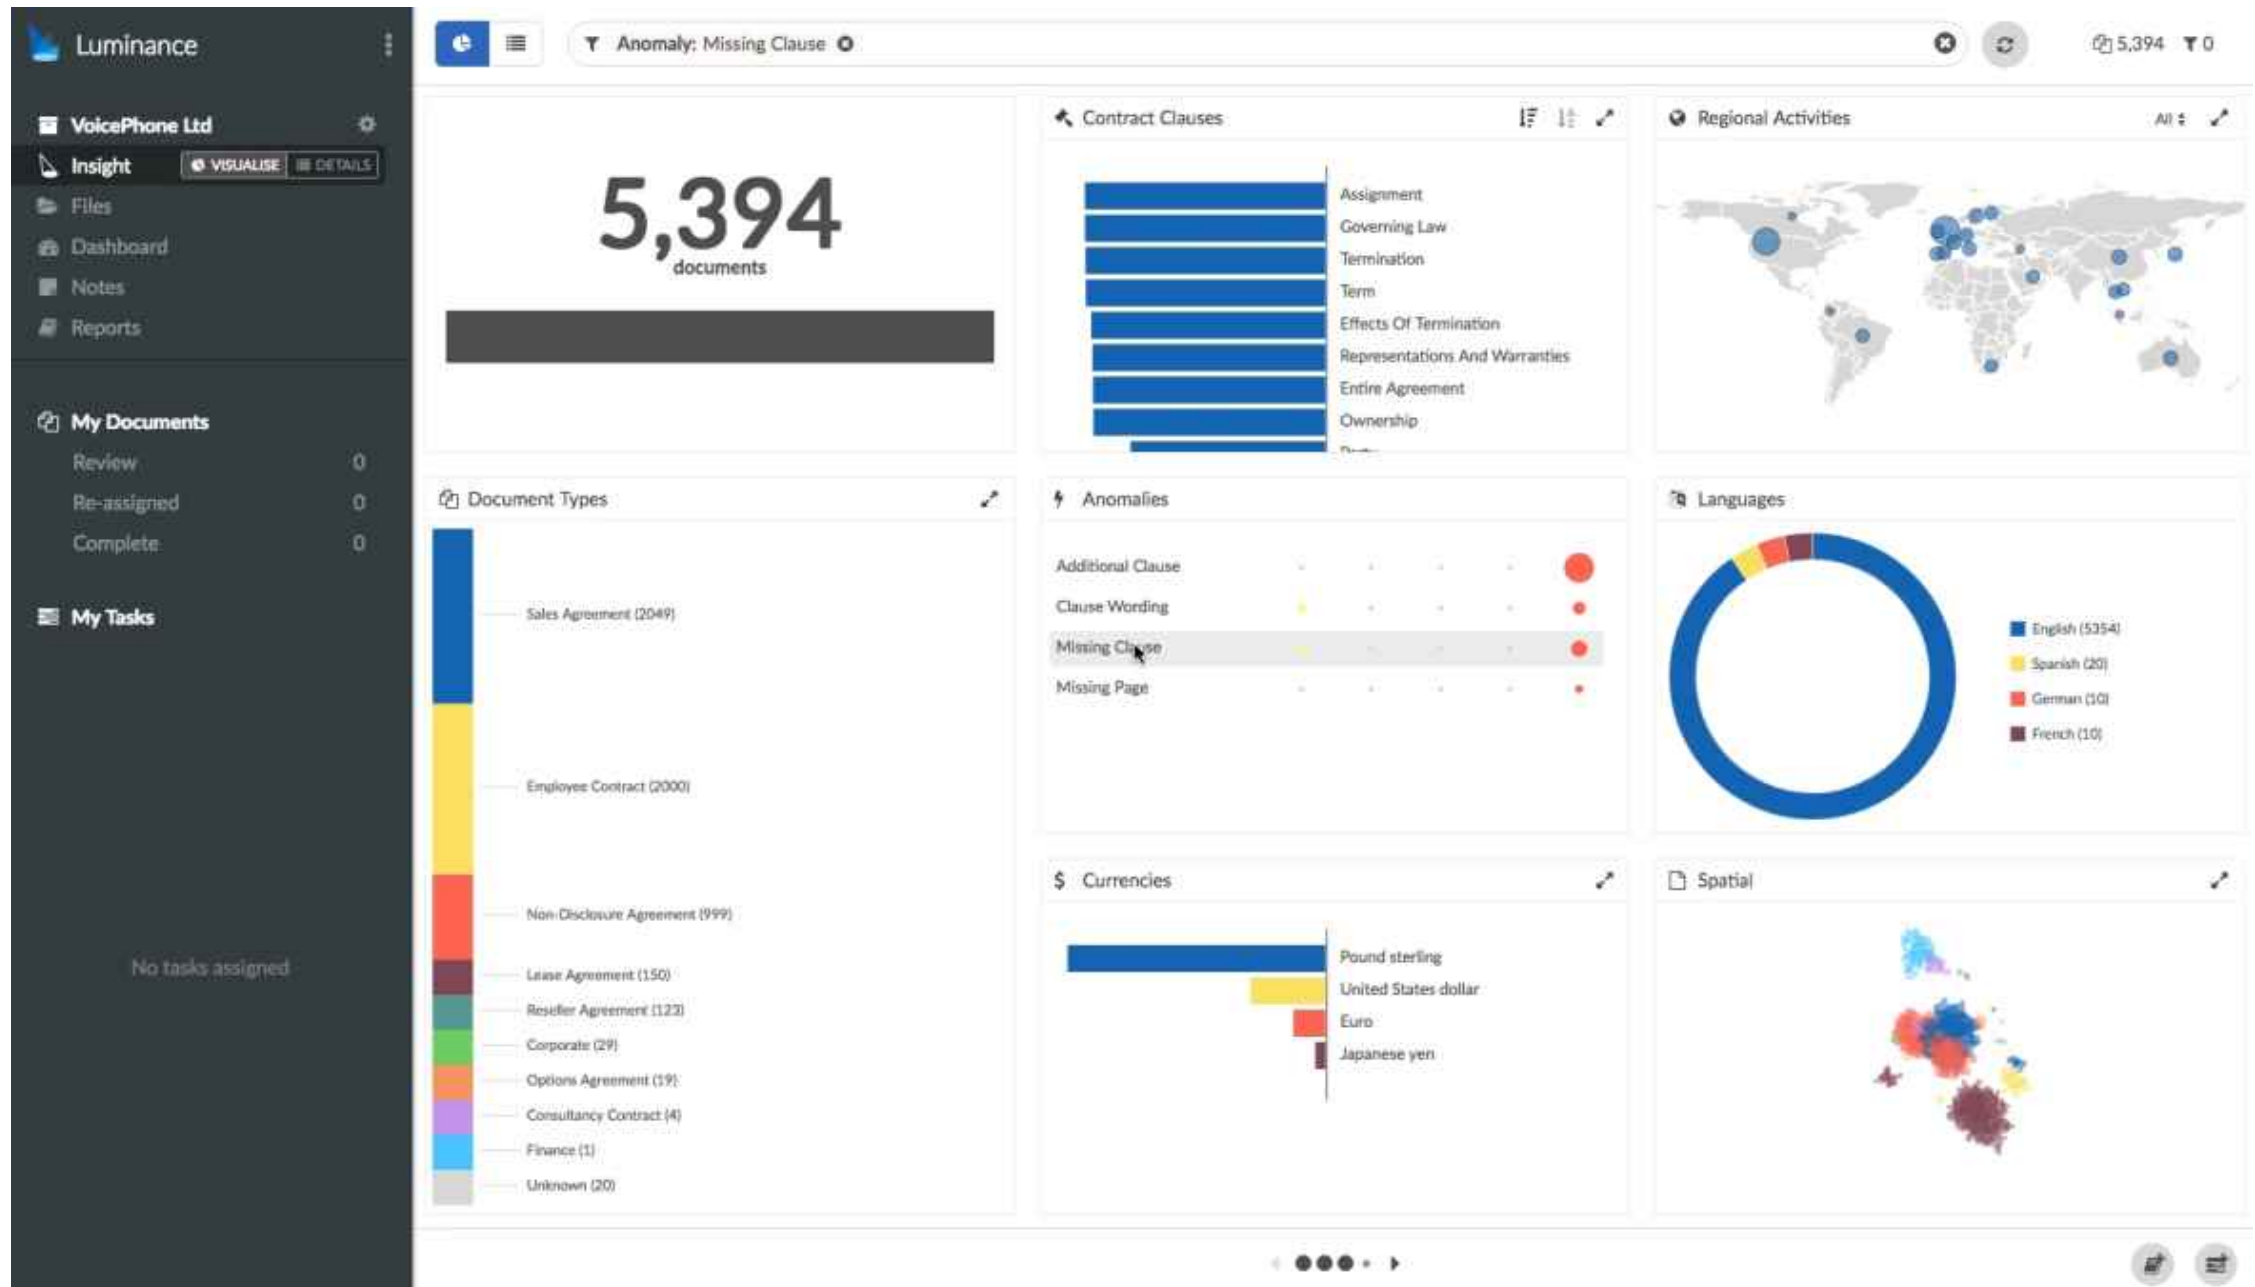 Luminance
VoicePhone Ltd
Insight
VISUALISE
DETAILS
Files
Dashboard
Notes
Reports
My Documents
Review 0
Re-assigned 0
Complete 0
My Tasks
No tasks assigned
Anomaly: Missing Clause
5,394 0
5,394
documents
Contract Clauses
Assignment
Governing Law
Termination
Term
Effects Of Termination
Representations And Warranties
Entire Agreement
Ownership
Regional Activities
All
Document Types
Sales Agreement (2049)
Employee Contract (2000)
Non-Disclosure Agreement (999)
Lease Agreement (150)
Reseller Agreement (123)
Corporate (29)
Options Agreement (19)
Consultancy Contract (4)
Finance (1)
Unknown (20)
Anomalies
Additional Clause
Clause Wording
Missing Clause
Missing Page
Languages
English (5354)
Spanish (20)
German (10)
French (10)
$ Currencies
Pound sterling
United States dollar
Euro
Japanese yen
Spatial